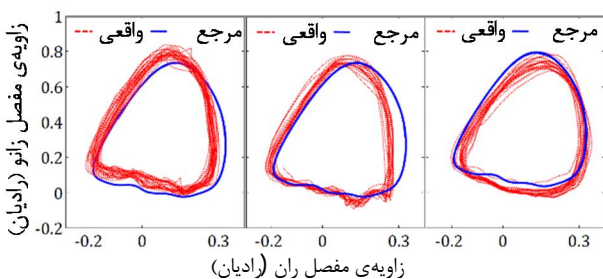 مرجع واقعی مرجع واقعی مرجع واقعی
زاویه‌ی مفصل زانو (رادیان)
1
0.8
0.6
0.4
0.2
0
-0.2
-0.2 0 0.3 -0.2 0 0.3 -0.2 0 0.3
زاویه‌ی مفصل ران (رادیان)